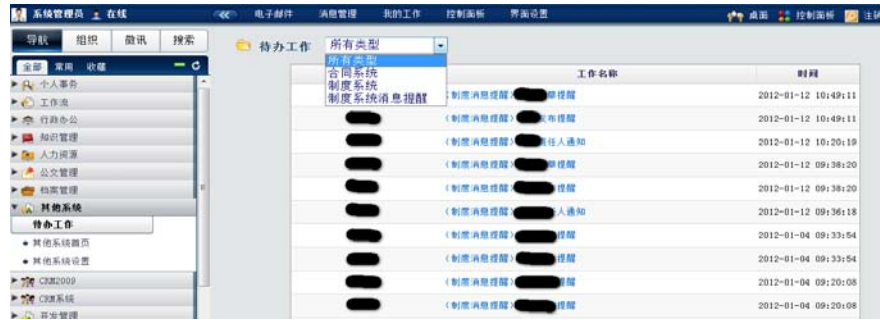 系统管理员 在线 电子邮件 消息管理 我的工作 控制面板 界面设置 桌面 控制面板 注销
导航 组织 微讯 搜索
待办工作 所有类型
全部 常用 收藏
所有类型
合同系统
制度系统
制度系统消息提醒
工作名称 时间
个人事务
工作流
行政办公
知识管理
人力资源
公文管理
档案管理
其他系统
待办工作
其他系统首页
其他系统设置
CRM2009
CRM系统
开发管理
(制度消息提醒) 提醒 2012-01-12 10:49:11
(制度消息提醒) 布提醒 2012-01-12 10:49:11
(制度消息提醒) 责任人通知 2012-01-12 10:20:19
(制度消息提醒) 提醒 2012-01-12 09:38:20
(制度消息提醒) 提醒 2012-01-12 09:38:20
(制度消息提醒) 人通知 2012-01-12 09:36:18
(制度消息提醒) 提醒 2012-01-04 09:33:54
(制度消息提醒) 提醒 2012-01-04 09:33:54
(制度消息提醒) 提醒 2012-01-04 09:20:08
(制度消息提醒) 提醒 2012-01-04 09:20:08